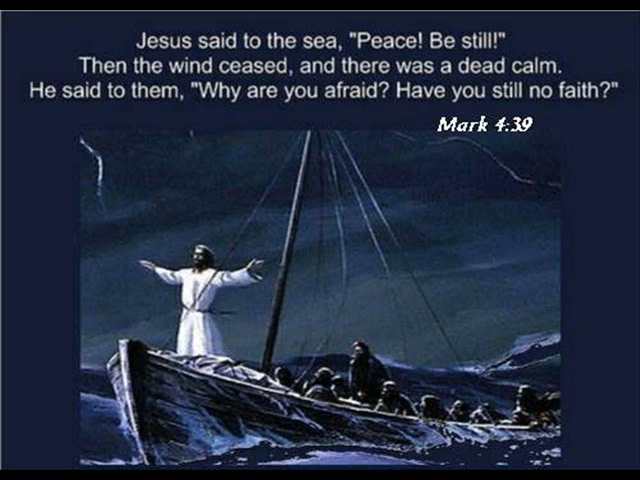 Jesus said to the sea, "Peace! Be still!"
Then the wind ceased, and there was a dead calm.
He said to them, "Why are you afraid? Have you still no faith?"
Mark 4:39